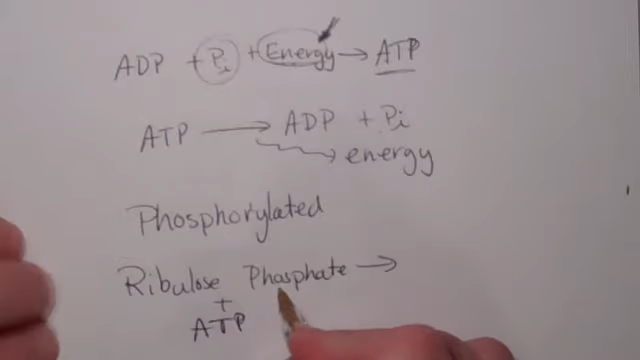 ADP + Pi + Energy → ATP
ATP → ADP + Pi
energy
Phosphorylated
Ribulose Phosphate →
+
ATP